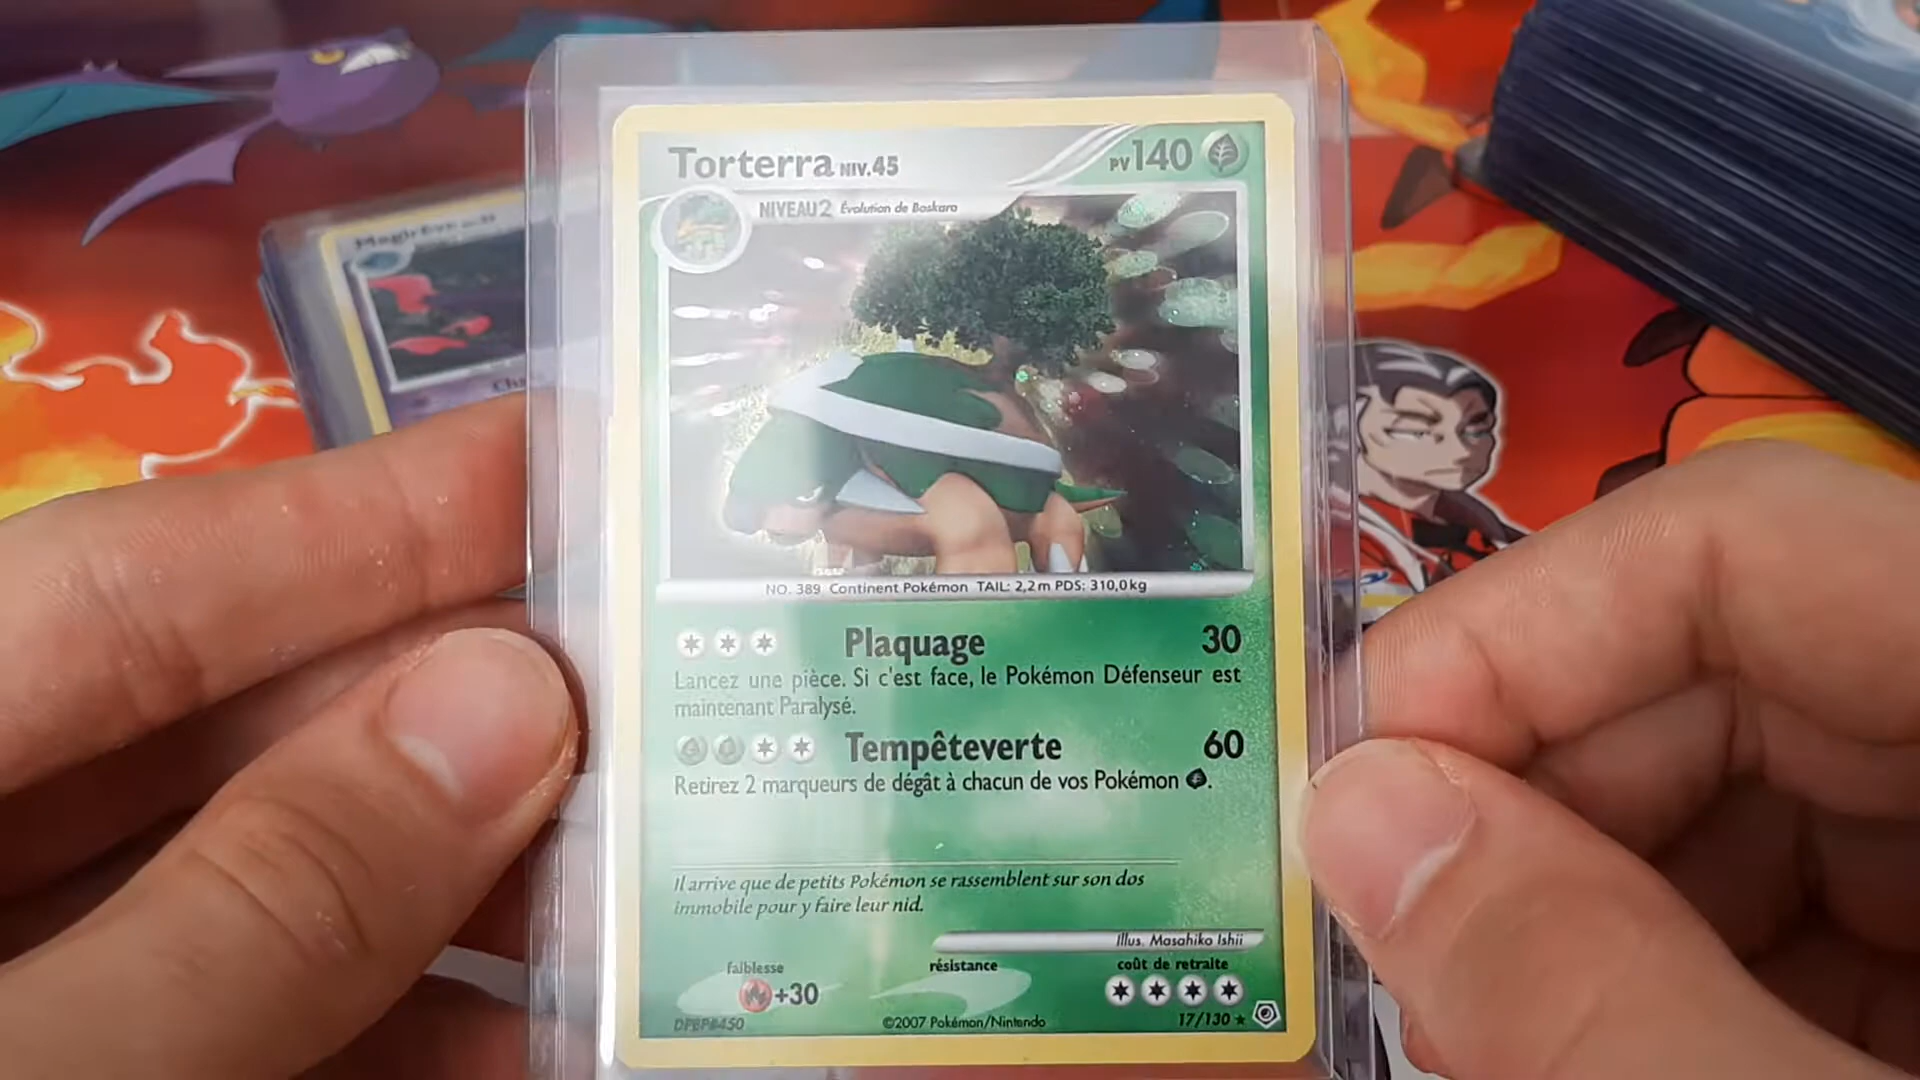 Torterra NIV.45
PV 140
NIVEAU 2 Évolution de Boskara
NO. 389 Continent Pokémon TAIL: 2,2 m PDS: 310,0 kg
Plaquage 30
Lancez une pièce. Si c'est face, le Pokémon Défenseur est
maintenant Paralysé.
Tempêteverte 60
Retirez 2 marqueurs de dégât à chacun de vos Pokémon .
Il arrive que de petits Pokémon se rassemblent sur son dos
immobile pour y faire leur nid.
Illus. Masahiko Ishii
faiblesse
résistance
coût de retraite
+30
©2007 Pokémon/Nintendo
17/130